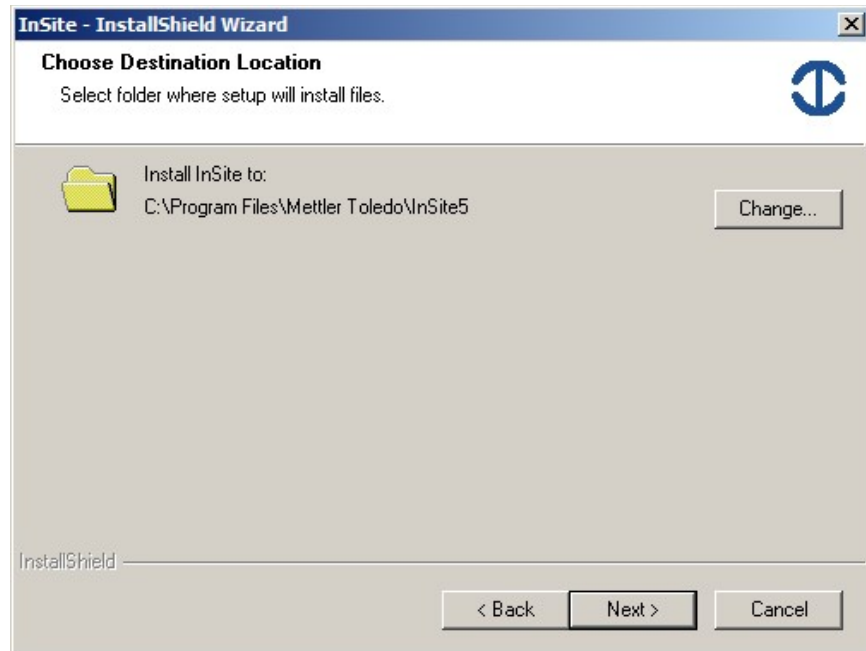 InSite - InstallShield Wizard
Choose Destination Location
Select folder where setup will install files.
Install InSite to:
C:\Program Files\Mettler Toledo\InSite5
Change...
InstallShield
< Back
Next >
Cancel